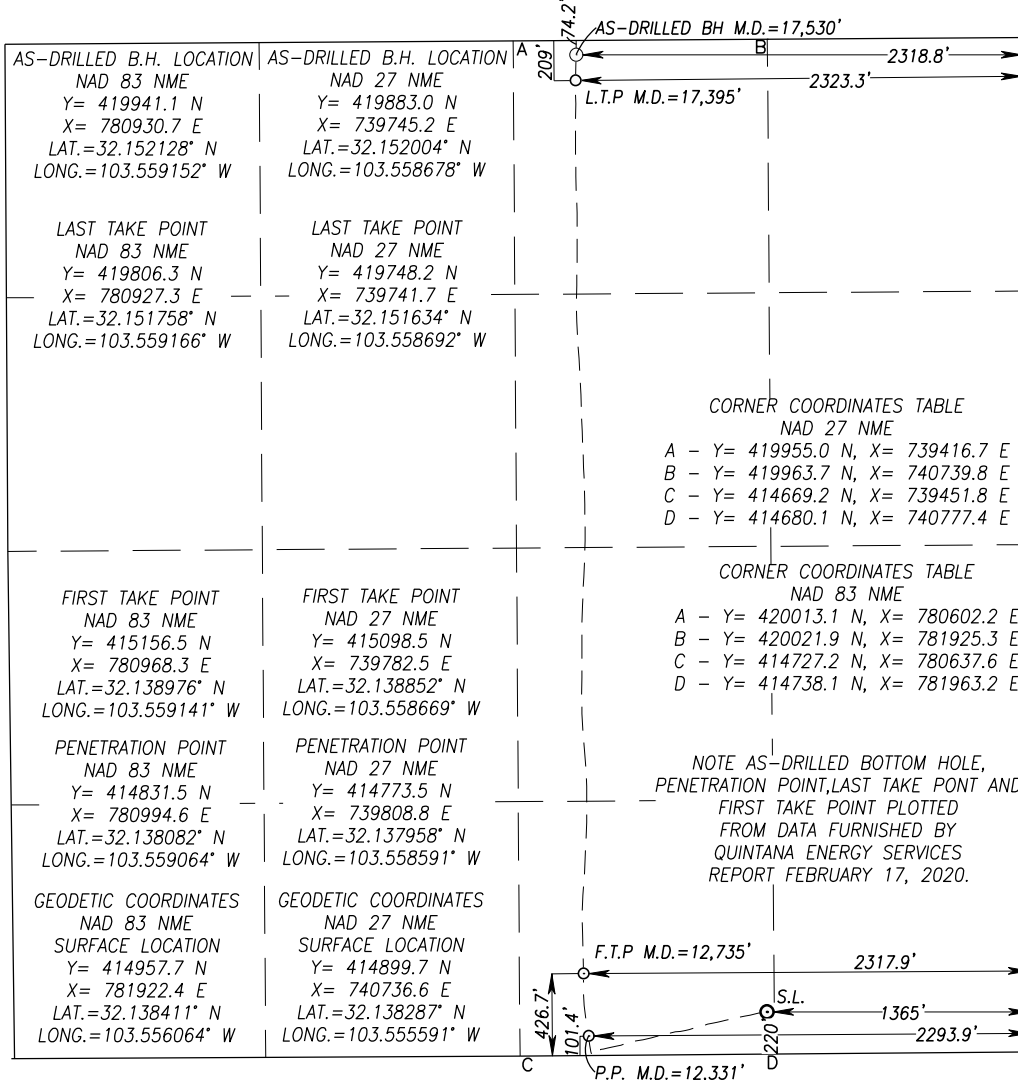 74.2'
AS-DRILLED BH M.D.=17,530'
A
B
209'
2318.8'
2323.3'
L.T.P M.D.=17,395'
AS-DRILLED B.H. LOCATION
NAD 83 NME
Y= 419941.1 N
X= 780930.7 E
LAT.=32.152128° N
LONG.=103.559152° W
AS-DRILLED B.H. LOCATION
NAD 27 NME
Y= 419883.0 N
X= 739745.2 E
LAT.=32.152004° N
LONG.=103.558678° W
LAST TAKE POINT
NAD 83 NME
Y= 419806.3 N
X= 780927.3 E
LAT.=32.151758° N
LONG.=103.559166° W
LAST TAKE POINT
NAD 27 NME
Y= 419748.2 N
X= 739741.7 E
LAT.=32.151634° N
LONG.=103.558692° W
CORNER COORDINATES TABLE
NAD 27 NME
A - Y= 419955.0 N, X= 739416.7 E
B - Y= 419963.7 N, X= 740739.8 E
C - Y= 414669.2 N, X= 739451.8 E
D - Y= 414680.1 N, X= 740777.4 E
CORNER COORDINATES TABLE
NAD 83 NME
A - Y= 420013.1 N, X= 780602.2 E
B - Y= 420021.9 N, X= 781925.3 E
C - Y= 414727.2 N, X= 780637.6 E
D - Y= 414738.1 N, X= 781963.2 E
FIRST TAKE POINT
NAD 83 NME
Y= 415156.5 N
X= 780968.3 E
LAT.=32.138976° N
LONG.=103.559141° W
FIRST TAKE POINT
NAD 27 NME
Y= 415098.5 N
X= 739782.5 E
LAT.=32.138852° N
LONG.=103.558669° W
PENETRATION POINT
NAD 83 NME
Y= 414831.5 N
X= 780994.6 E
LAT.=32.138082° N
LONG.=103.559064° W
PENETRATION POINT
NAD 27 NME
Y= 414773.5 N
X= 739808.8 E
LAT.=32.137958° N
LONG.=103.558591° W
NOTE AS-DRILLED BOTTOM HOLE,
PENETRATION POINT,LAST TAKE PONT AND
FIRST TAKE POINT PLOTTED
FROM DATA FURNISHED BY
QUINTANA ENERGY SERVICES
REPORT FEBRUARY 17, 2020.
GEODETIC COORDINATES
NAD 83 NME
SURFACE LOCATION
Y= 414957.7 N
X= 781922.4 E
LAT.=32.138411° N
LONG.=103.556064° W
GEODETIC COORDINATES
NAD 27 NME
SURFACE LOCATION
Y= 414899.7 N
X= 740736.6 E
LAT.=32.138287° N
LONG.=103.555591° W
F.T.P M.D.=12,735'
2317.9'
S.L.
1365'
426.7'
101.4'
220'
2293.9'
C
P.P. M.D.=12,331'
D